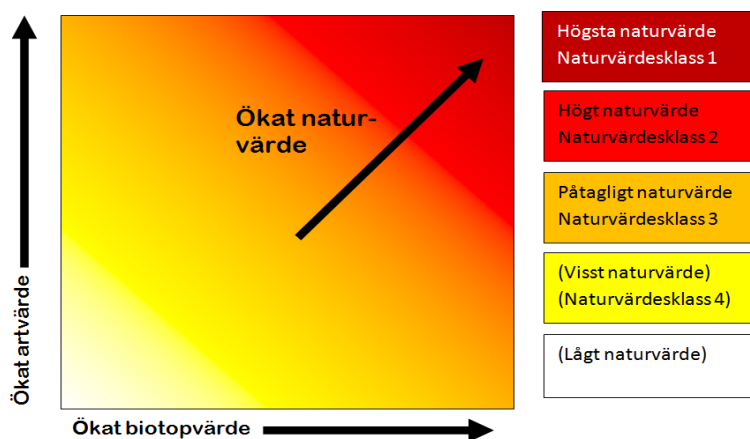 Ökat artvärde
Ökat natur-
värde
Ökat biotopvärde
Högsta naturvärde
Naturvärdesklass 1
Högt naturvärde
Naturvärdesklass 2
Påtagligt naturvärde
Naturvärdesklass 3
(Visst naturvärde)
(Naturvärdesklass 4)
(Lågt naturvärde)